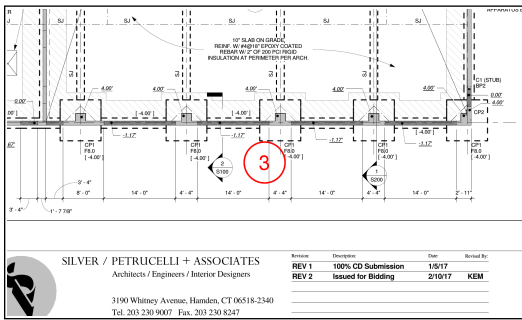 R
APPARATUS
SJ SJ SJ SJ
10" SLAB ON GRADE
REINF. W/ #4@18" EPOXY COATED
REBAR W/ 2" OF 200 PCI RIGID
INSULATION AT PERIMETER PER ARCH.
SJ SJ SJ SJ
C1 (STUB)
BP2
0.00' 4.00' 4.00' 4.00' 4.00' 4.00' 0.00'
4.66'
.00'] [-4.00'] [-4.00'] [-4.00'] [-4.00'] CP2
.67' -1.17' -1.17' -1.17' -1.17'
CP1 CP1 CP1 CP1
F8.0 F8.0 F8.0 F8.0
[-4.00'] [-4.00'] [-4.00'] [-4.00']
2
S100
3
1
S200
3' - 4"
8' - 0" 14' - 0" 4' - 4" 14' - 0" 4' - 4" 14' - 0" 4' - 4" 14' - 0" 2' - 11"
3' - 4" 1' - 7 7/8"
SILVER / PETRUCELLI + ASSOCIATES
Architects / Engineers / Interior Designers
3190 Whitney Avenue, Hamden, CT 06518-2340
Tel. 203 230 9007 Fax. 203 230 8247
Revision: Description: Date: Revised By:
REV 1 100% CD Submission 1/5/17
REV 2 Issued for Bidding 2/10/17 KEM